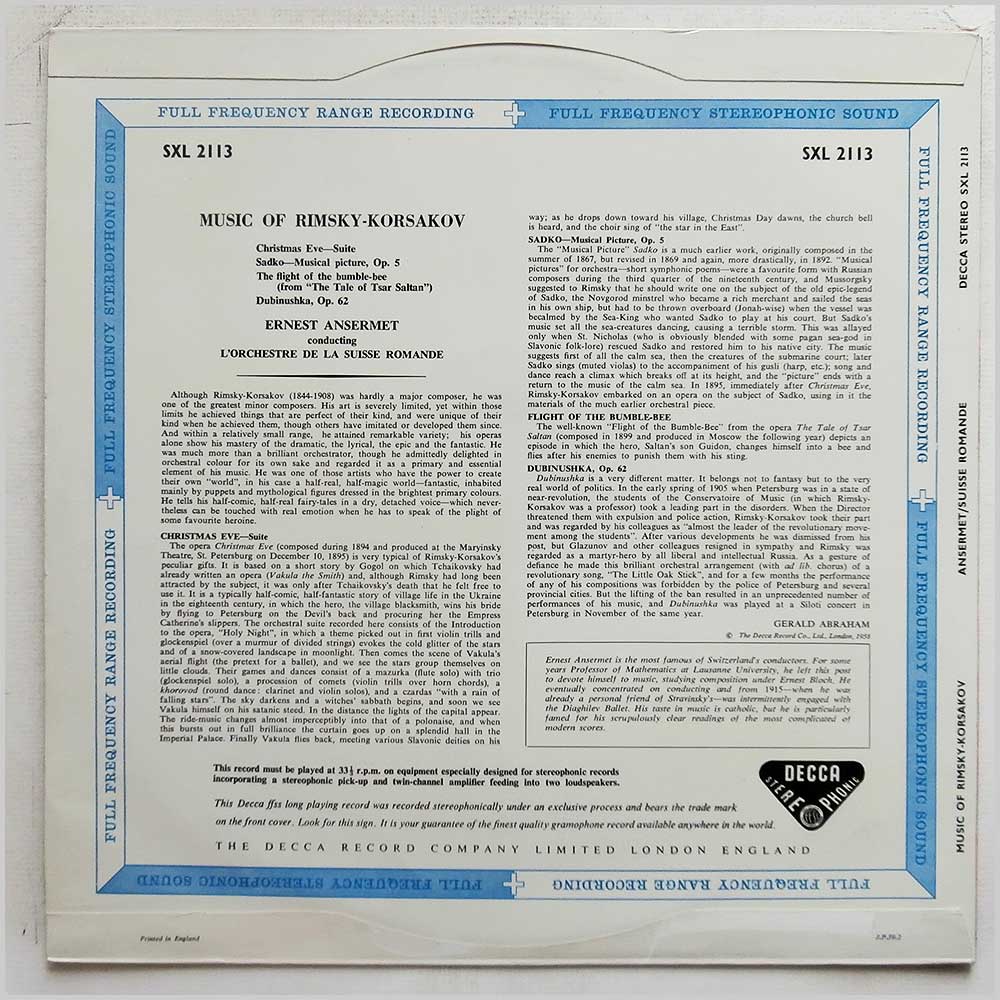 FULL FREQUENCY RANGE RECORDING
FULL FREQUENCY STEREOPHONIC SOUND
SXL 2113
SXL 2113
MUSIC OF RIMSKY-KORSAKOV
Christmas Eve—Suite
Sadko—Musical picture, Op. 5
The flight of the bumble-bee
(from "The Tale of Tsar Saltan")
Dubinushka, Op. 62
ERNEST ANSERMET
conducting
L'ORCHESTRE DE LA SUISSE ROMANDE
Although Rimsky-Korsakov (1844-1908) was hardly a major composer, he was
one of the greatest minor composers. His art is severely limited, yet within those
limits he achieved things that are perfect of their kind, and were unique of their
kind when he achieved them, though others have imitated or developed them since.
And within a relatively small range, he attained remarkable variety; his operas
alone show his mastery of the dramatic, the lyrical, the epic and the fantastic. He
was much more than a brilliant orchestrator, though he admittedly delighted in
orchestral colour for its own sake and regarded it as a primary and essential
element of his music. He was one of those artists who have the power to create
their own "world", in his case a half-real, half-magic world—fantastic, inhabited
mainly by puppets and mythological figures dressed in the brightest primary colours.
He tells his half-comic, half-real fairy-tales in a dry, detached voice—which never-
theless can be touched with real emotion when he has to speak of the plight of
some favourite heroine.
CHRISTMAS EVE—Suite
The opera Christmas Eve (composed during 1894 and produced at the Maryinsky
Theatre, St. Petersburg on December 10, 1895) is very typical of Rimsky-Korsakov's
peculiar gifts. It is based on a short story by Gogol on which Tchaikovsky had
already written an opera (Vakula the Smith) and, although Rimsky had long been
attracted by the subject, it was only after Tchaikovsky's death that he felt free to
use it. It is a typically half-comic, half-fantastic story of village life in the Ukraine
in the eighteenth century, in which the hero, the village blacksmith, wins his bride
by flying to Petersburg on the Devil's back and procuring her the Empress
Catherine's slippers. The orchestral suite recorded here consists of the Introduction
to the opera, "Holy Night", in which a theme picked out in first violin trills and
glockenspiel (over a murmur of divided strings) evokes the cold glitter of the stars
and of a snow-covered landscape in moonlight. Then comes the scene of Vakula's
aerial flight (the pretext for a ballet), and we see the stars group themselves on
little clouds. Their games and dances consist of a mazurka (flute solo) with trio
(glockenspiel solo), a procession of comets (violin trills over horn chords), a
khorovod (round dance: clarinet and violin solos), and a czardas "with a rain of
falling stars". The sky darkens and a witches' sabbath begins, and soon we see
Vakula himself on his satanic steed. In the distance the lights of the capital appear.
The ride-music changes almost imperceptibly into that of a polonaise, and when
this bursts out in full brilliance the curtain goes up on a splendid hall in the
Imperial Palace. Finally Vakula flies back, meeting various Slavonic deities on his
way; as he drops down toward his village, Christmas Day dawns, the church bell
is heard, and the choir sing of "the star in the East".
SADKO—Musical Picture, Op. 5
The "Musical Picture" Sadko is a much earlier work, originally composed in the
summer of 1867, but revised in 1869 and again, more drastically, in 1892. "Musical
pictures" for orchestra—short symphonic poems—were a favourite form with Russian
composers during the third quarter of the nineteenth century, and Mussorgsky
suggested to Rimsky that he should write one on the subject of the old epic-legend
of Sadko, the Novgorod minstrel who became a rich merchant and sailed the seas
in his own ship, but had to be thrown overboard (Jonah-wise) when the vessel was
becalmed by the Sea-King who wanted Sadko to play at his court. But Sadko's
music set all the sea-creatures dancing, causing a terrible storm. This was allayed
only when St. Nicholas (who is obviously blended with some pagan sea-god in
Slavonic folk-lore) rescued Sadko and restored him to his native city. The music
suggests first of all the calm sea, then the creatures of the submarine court; later
Sadko sings (muted violas) to the accompaniment of his gusli (harp, etc.); song and
dance reach a climax which breaks off at its height, and the "picture" ends with a
return to the music of the calm sea. In 1895, immediately after Christmas Eve,
Rimsky-Korsakov embarked on an opera on the subject of Sadko, using in it the
materials of the much earlier orchestral piece.
FLIGHT OF THE BUMBLE-BEE
The well-known "Flight of the Bumble-Bee" from the opera The Tale of Tsar
Saltan (composed in 1899 and produced in Moscow the following year) depicts an
episode in which the hero, Saltan's son Guidon, changes himself into a bee and
flies after his enemies to punish them with his sting.
DUBINUSHKA, Op. 62
Dubinushka is a very different matter. It belongs not to fantasy but to the very
real world of politics. In the early spring of 1905 when Petersburg was in a state of
near-revolution, the students of the Conservatoire of Music (in which Rimsky-
Korsakov was a professor) took a leading part in the disorders. When the Director
threatened them with expulsion and police action, Rimsky-Korsakov took their part
and was regarded by his colleagues as "almost the leader of the revolutionary move-
ment among the students". After various developments he was dismissed from his
post, but Glazunov and other colleagues resigned in sympathy and Rimsky was
regarded as a martyr-hero by all liberal and intellectual Russia. As a gesture of
defiance he made this brilliant orchestral arrangement (with ad lib. chorus) of a
revolutionary song, "The Little Oak Stick", and for a few months the performance
of any of his compositions was forbidden by the police of Petersburg and several
provincial cities. But the lifting of the ban resulted in an unprecedented number of
performances of his music, and Dubinushka was played at a Siloti concert in
Petersburg in November of the same year.
GERALD ABRAHAM
© The Decca Record Co., Ltd., London, 1958
Ernest Ansermet is the most famous of Switzerland's conductors. For some
years Professor of Mathematics at Lausanne University, he left this post
to devote himself to music, studying composition under Ernest Bloch. He
eventually concentrated on conducting and from 1915—when he was
already a personal friend of Stravinsky's—was intermittently engaged with
the Diaghilev Ballet. His taste in music is catholic, but he is particularly
famed for his scrupulously clear readings of the most complicated of
modern scores.
This record must be played at 33⅓ r.p.m. on equipment especially designed for stereophonic records
incorporating a stereophonic pick-up and twin-channel amplifier feeding into two loudspeakers.
This Decca ffss long playing record was recorded stereophonically under an exclusive process and bears the trade mark
on the front cover. Look for this sign. It is your guarantee of the finest quality gramophone record available anywhere in the world.
DECCA
STEREOPHONIC
THE DECCA RECORD COMPANY LIMITED LONDON ENGLAND
FULL FREQUENCY STEREOPHONIC SOUND
FULL FREQUENCY RANGE RECORDING
FULL FREQUENCY RANGE RECORDING
FULL FREQUENCY STEREOPHONIC SOUND
FULL FREQUENCY RANGE RECORDING
FULL FREQUENCY STEREOPHONIC SOUND
DECCA STEREO SXL 2113
ANSERMET/SUISSE ROMANDE
MUSIC OF RIMSKY-KORSAKOV
Printed in England